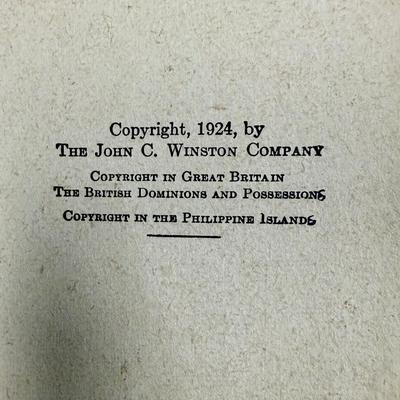 Copyright, 1924, by
THE JOHN C. WINSTON COMPANY
COPYRIGHT IN GREAT BRITAIN
THE BRITISH DOMINIONS AND POSSESSIONS
COPYRIGHT IN THE PHILIPPINE ISLANDS